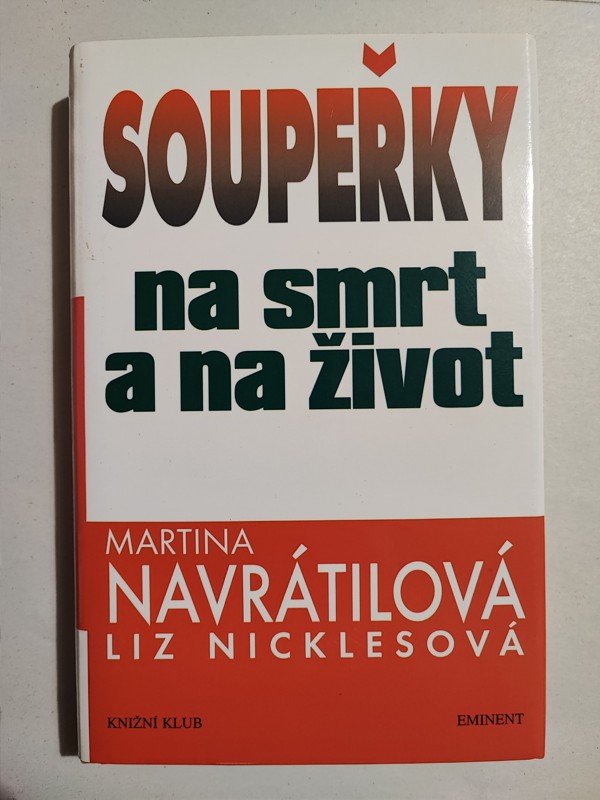 SOUPEŘKY
na smrt
a na život
MARTINA
NAVRÁTILOVÁ
LIZ NICKLESOVÁ
KNIŽNÍ KLUB
EMINENT